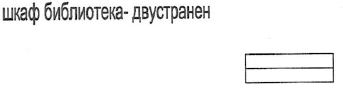 шкаф библиотека- двустранен